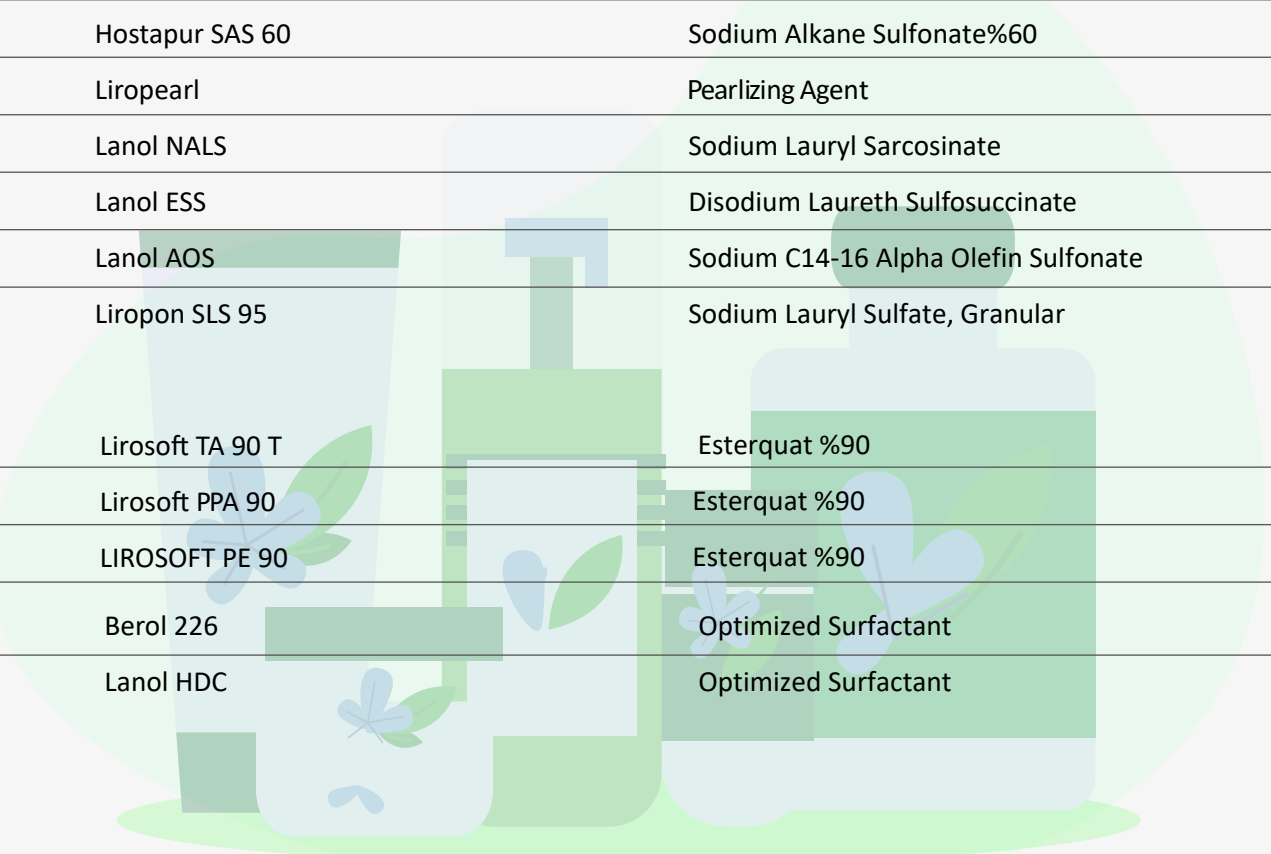 Hostapur SAS 60 Sodium Alkane Sulfonate%60
Liropearl Pearlizing Agent
Lanol NALS Sodium Lauryl Sarcosinate
Lanol ESS Disodium Laureth Sulfosuccinate
Lanol AOS Sodium C14-16 Alpha Olefin Sulfonate
Liropon SLS 95 Sodium Lauryl Sulfate, Granular
Lirosoft TA 90 T Esterquat %90
Lirosoft PPA 90 Esterquat %90
LIROSOFT PE 90 Esterquat %90
Berol 226 Optimized Surfactant
Lanol HDC Optimized Surfactant